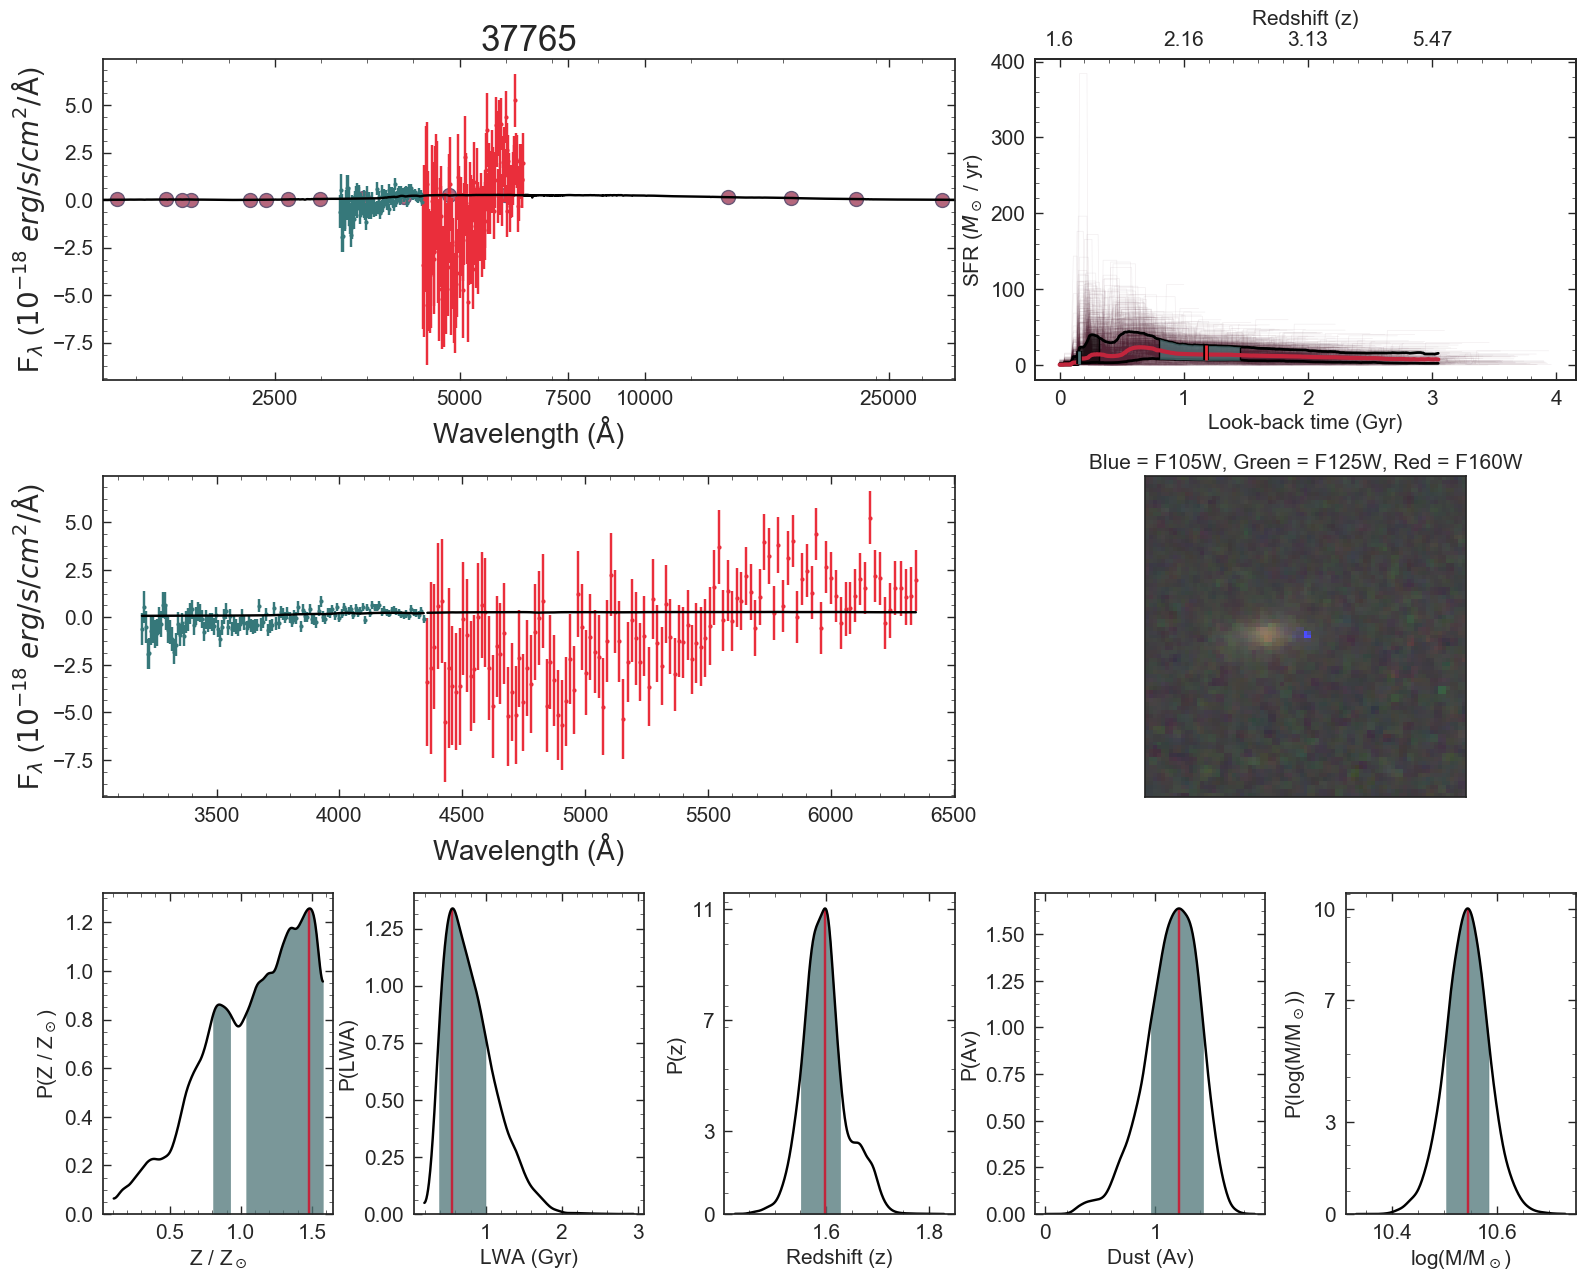 37765
Redshift (z)
1.6 2.16 3.13 5.47
5.0
2.5
0.0
−2.5
−5.0
−7.5
F_λ (10^−18 erg/s/cm^2/Å)
2500 5000 7500 10000 25000
Wavelength (Å)
400
300
200
100
0
SFR (M_⊙ / yr)
0 1 2 3 4
Look-back time (Gyr)
5.0
2.5
0.0
−2.5
−5.0
−7.5
F_λ (10^−18 erg/s/cm^2/Å)
3500 4000 4500 5000 5500 6000 6500
Wavelength (Å)
Blue = F105W, Green = F125W, Red = F160W
1.2
1.0
0.8
0.6
0.4
0.2
0.0
P(Z / Z_⊙)
0.5 1.0 1.5
Z / Z_⊙
1.25
1.00
0.75
0.50
0.25
0.00
P(LWA)
1 2 3
LWA (Gyr)
11
7
3
0
P(z)
1.6 1.8
Redshift (z)
1.50
1.25
1.00
0.75
0.50
0.25
0.00
P(Av)
0 1
Dust (Av)
10
7
3
0
P(log(M/M_⊙))
10.4 10.6
log(M/M_⊙)